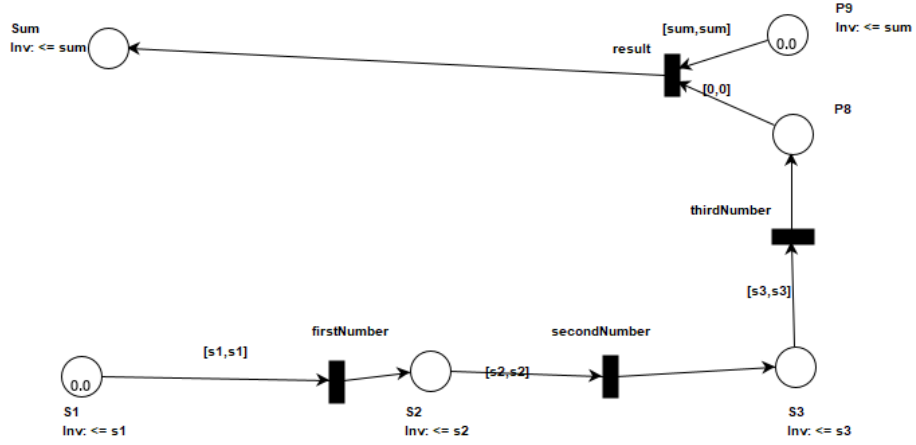 Sum
Inv: <= sum
P9
Inv: <= sum
[sum,sum]
0.0
result
[0,0]
P8
thirdNumber
[s3,s3]
firstNumber
secondNumber
[s1,s1]
[s2,s2]
0.0
S1
Inv: <= s1
S2
Inv: <= s2
S3
Inv: <= s3